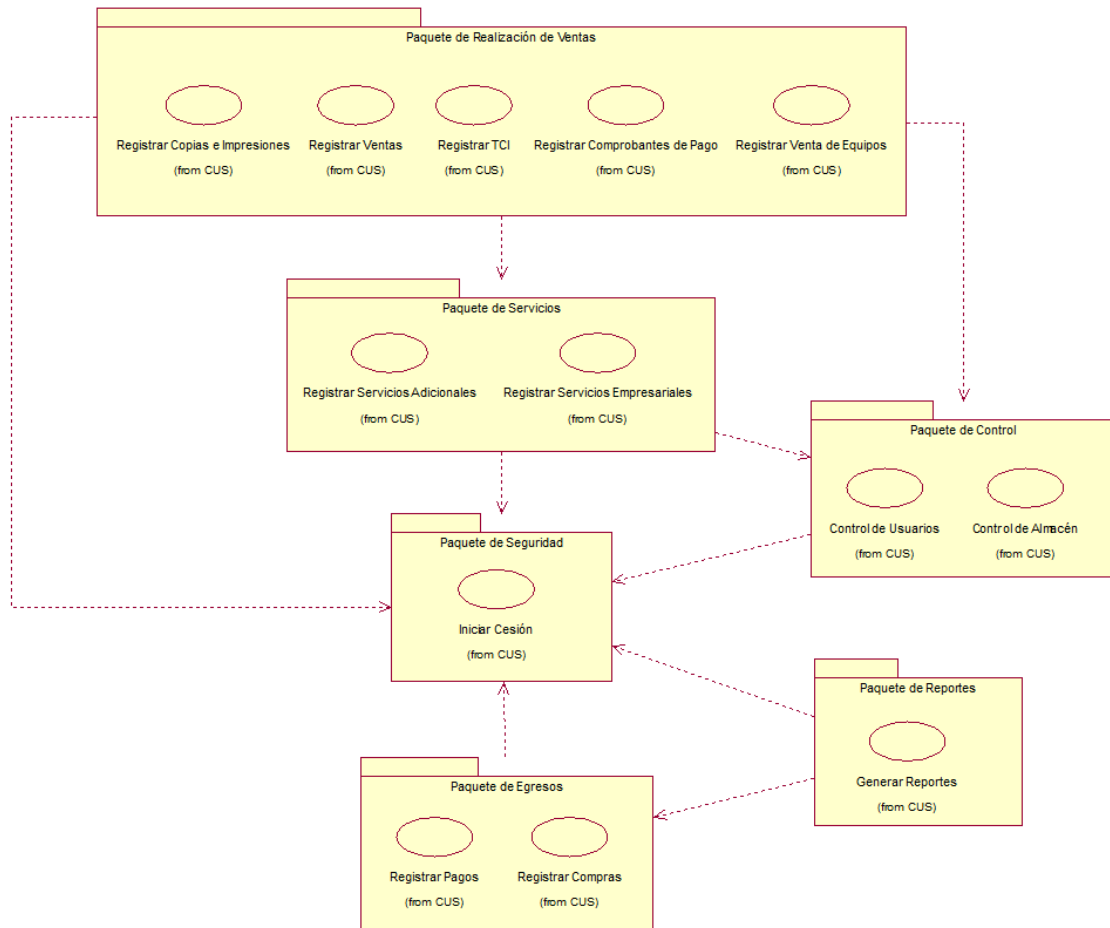 Paquete de Realización de Ventas
Registrar Copias e Impresiones
(from CUS)
Registrar Ventas
(from CUS)
Registrar TCI
(from CUS)
Registrar Comprobantes de Pago
(from CUS)
Registrar Venta de Equipos
(from CUS)
Paquete de Servicios
Registrar Servicios Adicionales
(from CUS)
Registrar Servicios Empresariales
(from CUS)
Paquete de Control
Control de Usuarios
(from CUS)
Control de Almacén
(from CUS)
Paquete de Seguridad
Iniciar Cesión
(from CUS)
Paquete de Reportes
Generar Reportes
(from CUS)
Paquete de Egresos
Registrar Pagos
(from CUS)
Registrar Compras
(from CUS)